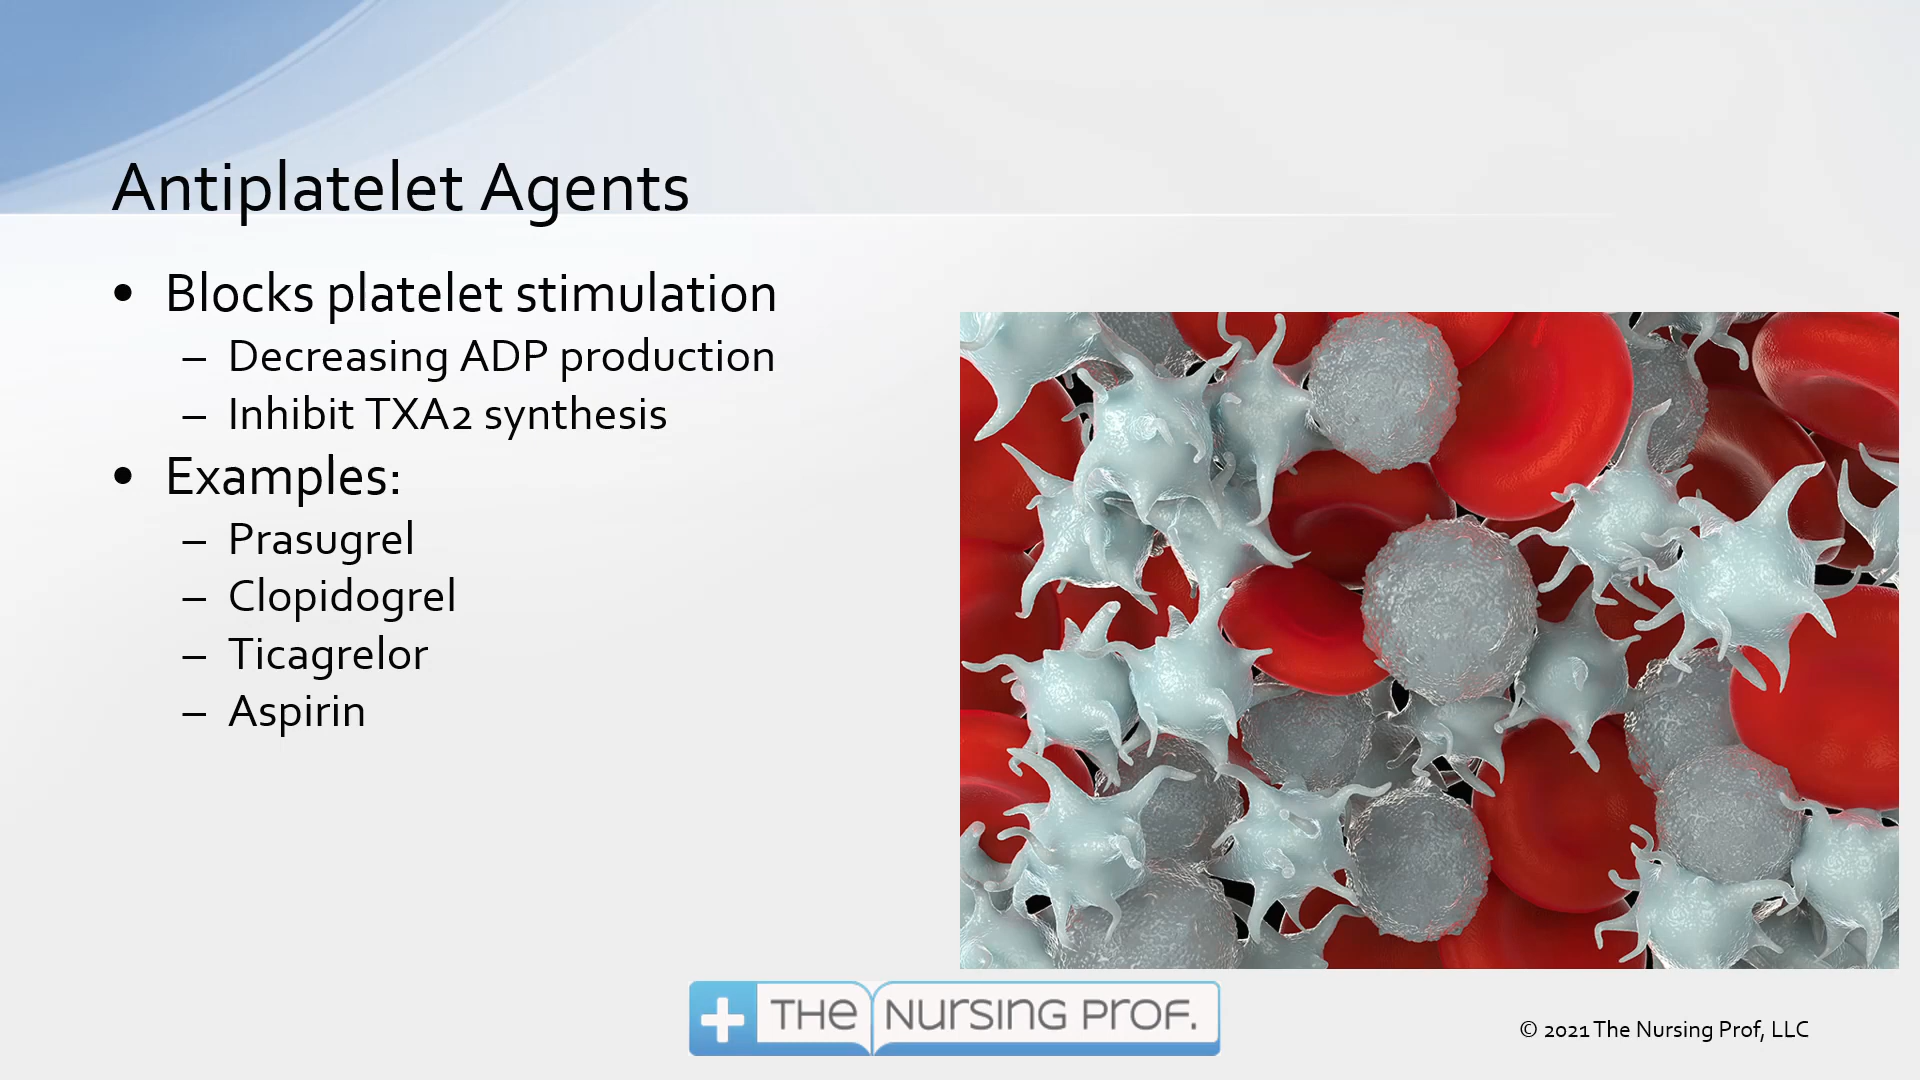 Antiplatelet Agents
• Blocks platelet stimulation
– Decreasing ADP production
– Inhibit TXA2 synthesis
• Examples:
– Prasugrel
– Clopidogrel
– Ticagrelor
– Aspirin
THE NURSING PROF.
© 2021 The Nursing Prof, LLC